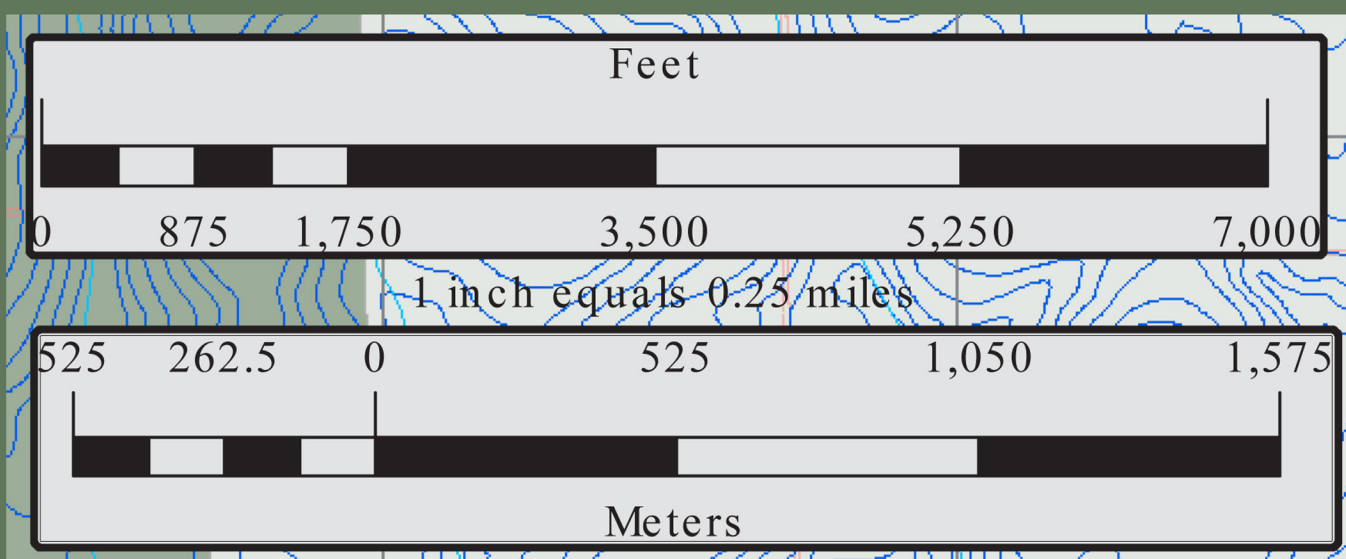 Feet
0 875 1,750 3,500 5,250 7,000
1 inch equals 0.25 miles
525 262.5 0 525 1,050 1,575
Meters